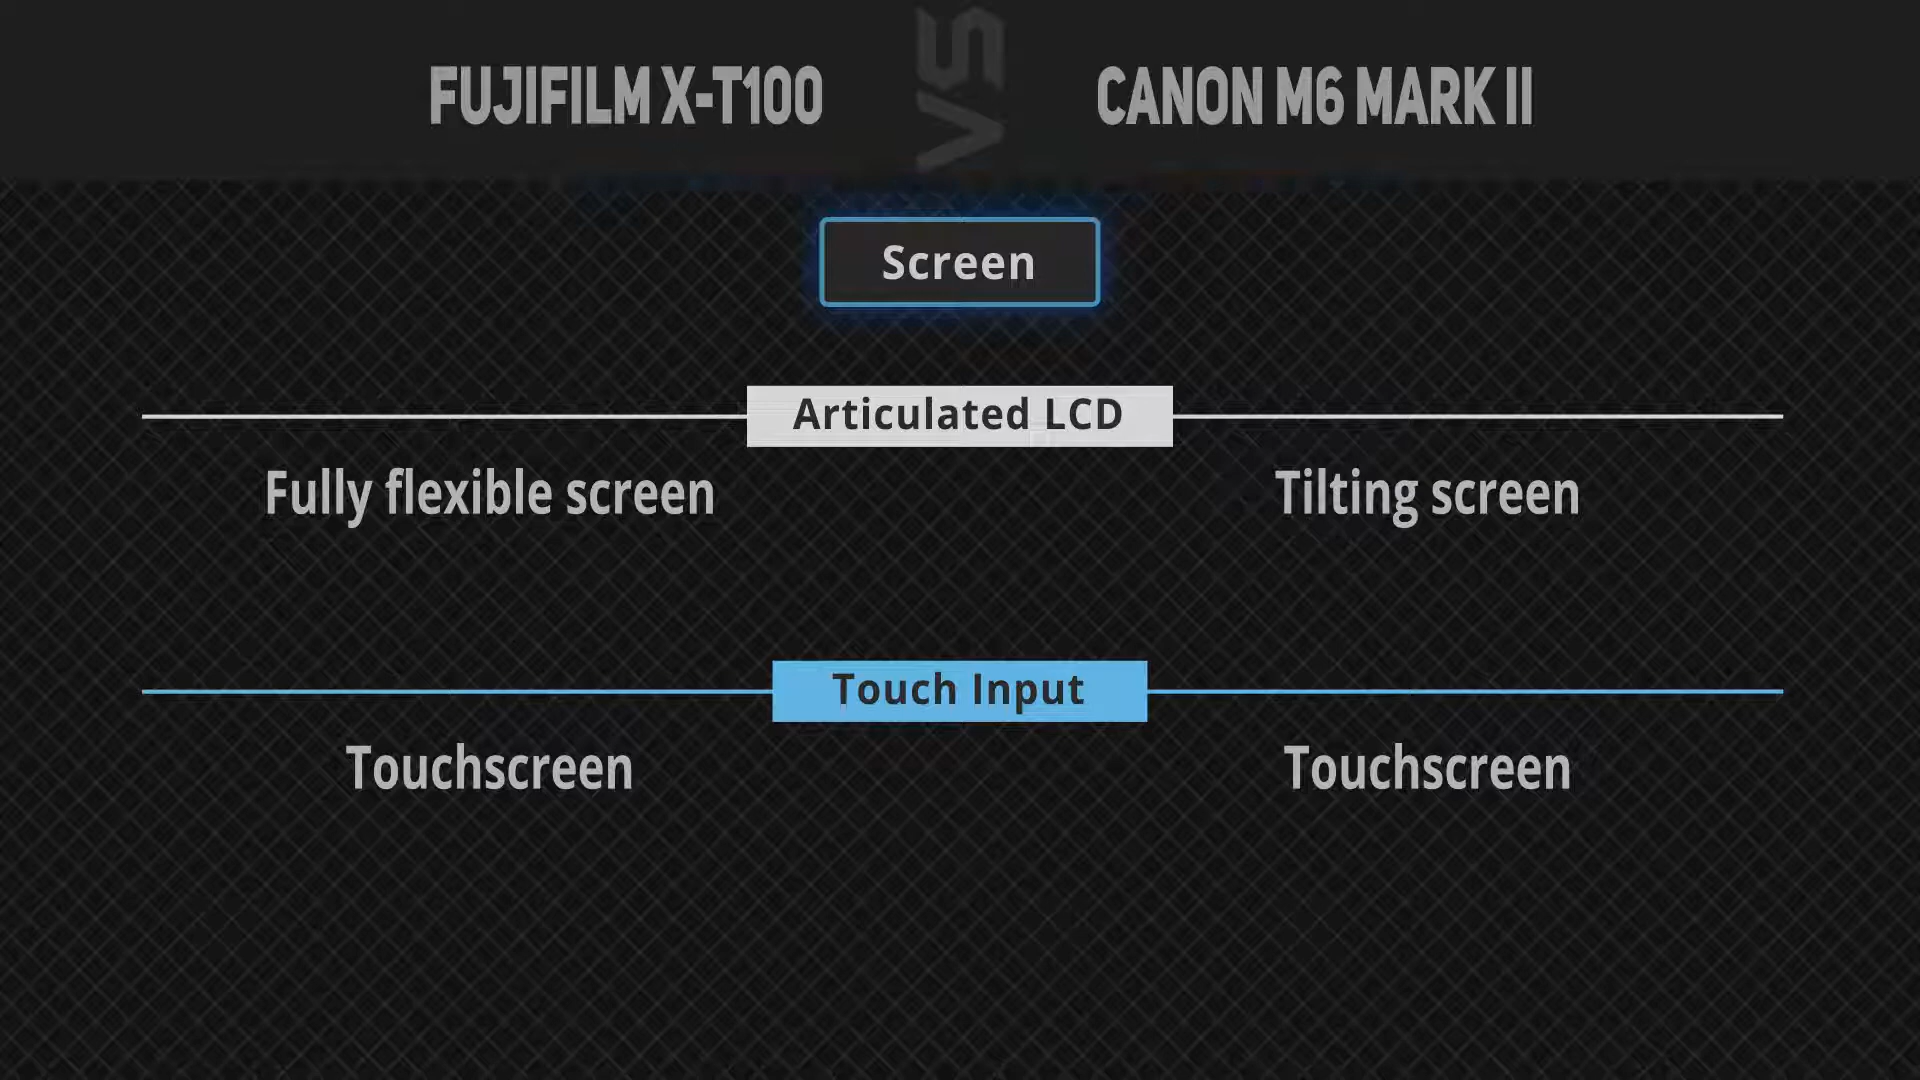 FUJIFILM X-T100
VS
CANON M6 MARK II
Screen
Articulated LCD
Fully flexible screen
Tilting screen
Touch Input
Touchscreen
Touchscreen